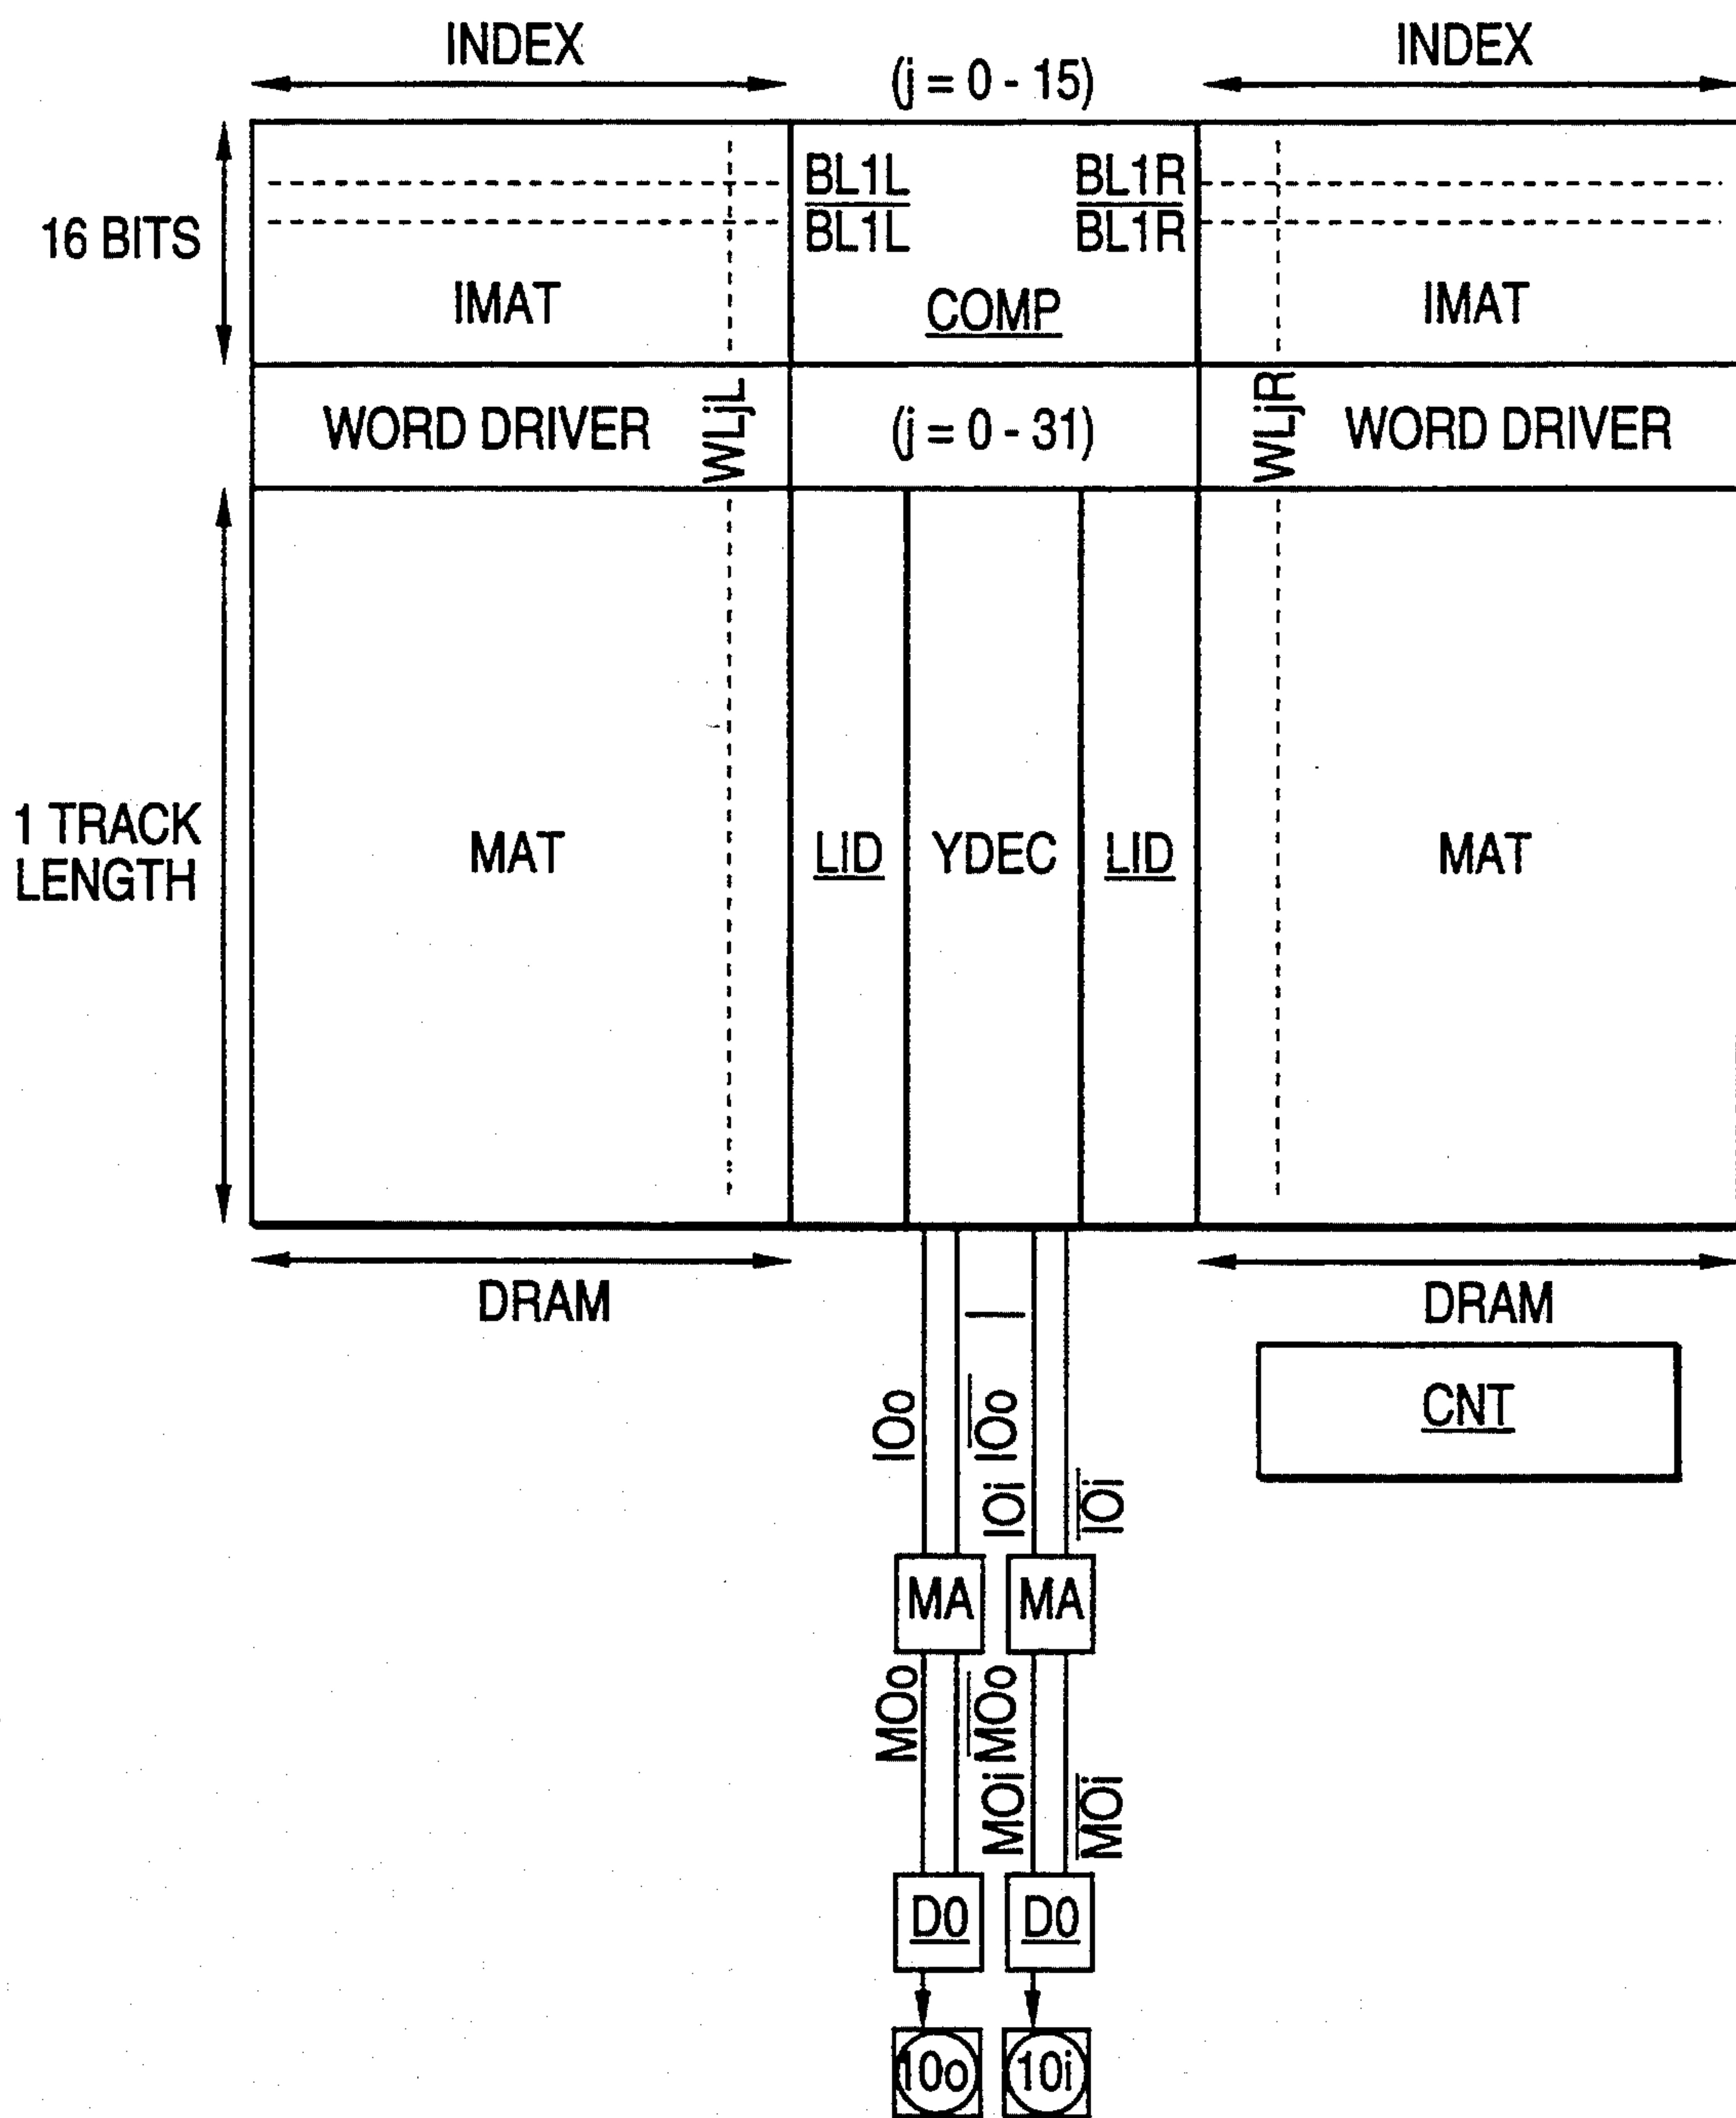 INDEX (j = 0 - 15) INDEX
16 BITS
BL1L BL1R
BL1L BL1R
IMAT COMP IMAT
WORD DRIVER WLjL (j = 0 - 31) WLjR WORD DRIVER
1 TRACK
LENGTH
MAT LID YDEC LID MAT
DRAM DRAM
CNT
IOo IOo
IOi IOi
MA MA
MOo MOo
MOi MOi
D0 D0
10o 10i